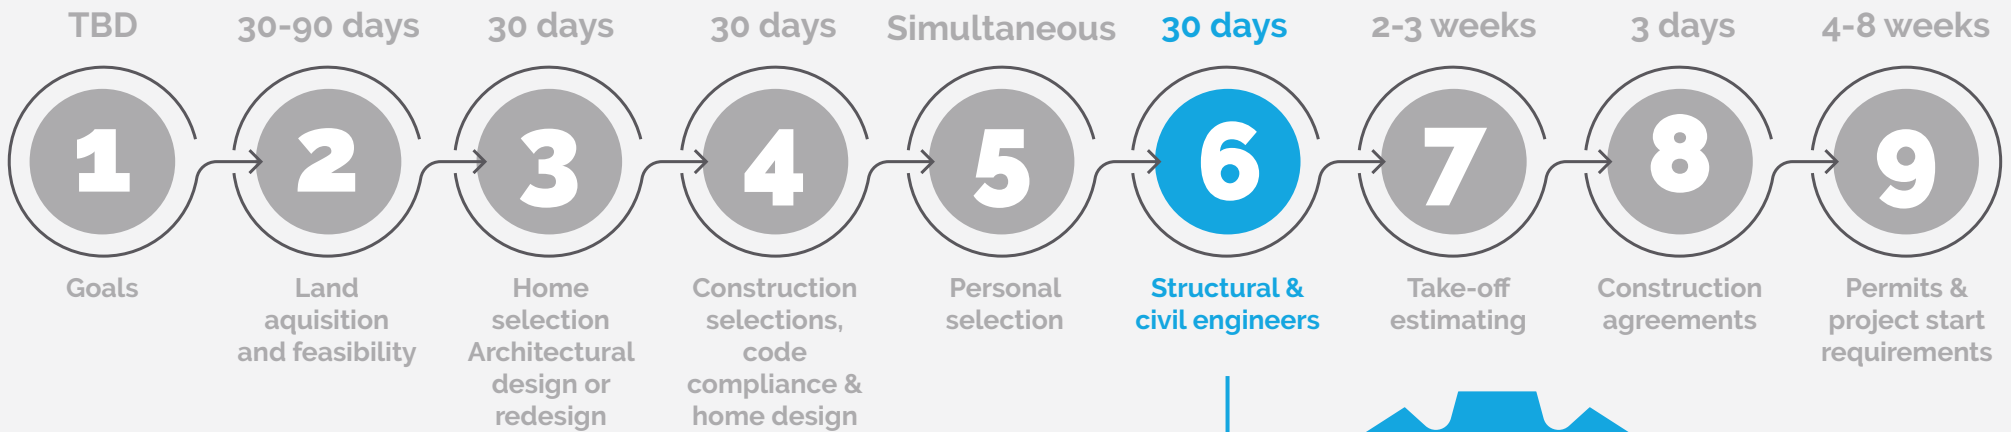 TBD
30-90 days
30 days
30 days
Simultaneous
30 days
2-3 weeks
3 days
4-8 weeks
1
2
3
4
5
6
7
8
9
Goals
Land
aquisition
and feasibility
Home
selection
Architectural
design or
redesign
Construction
selections,
code
compliance &
home design
Personal
selection
Structural &
civil engineers
Take-off
estimating
Construction
agreements
Permits &
project start
requirements